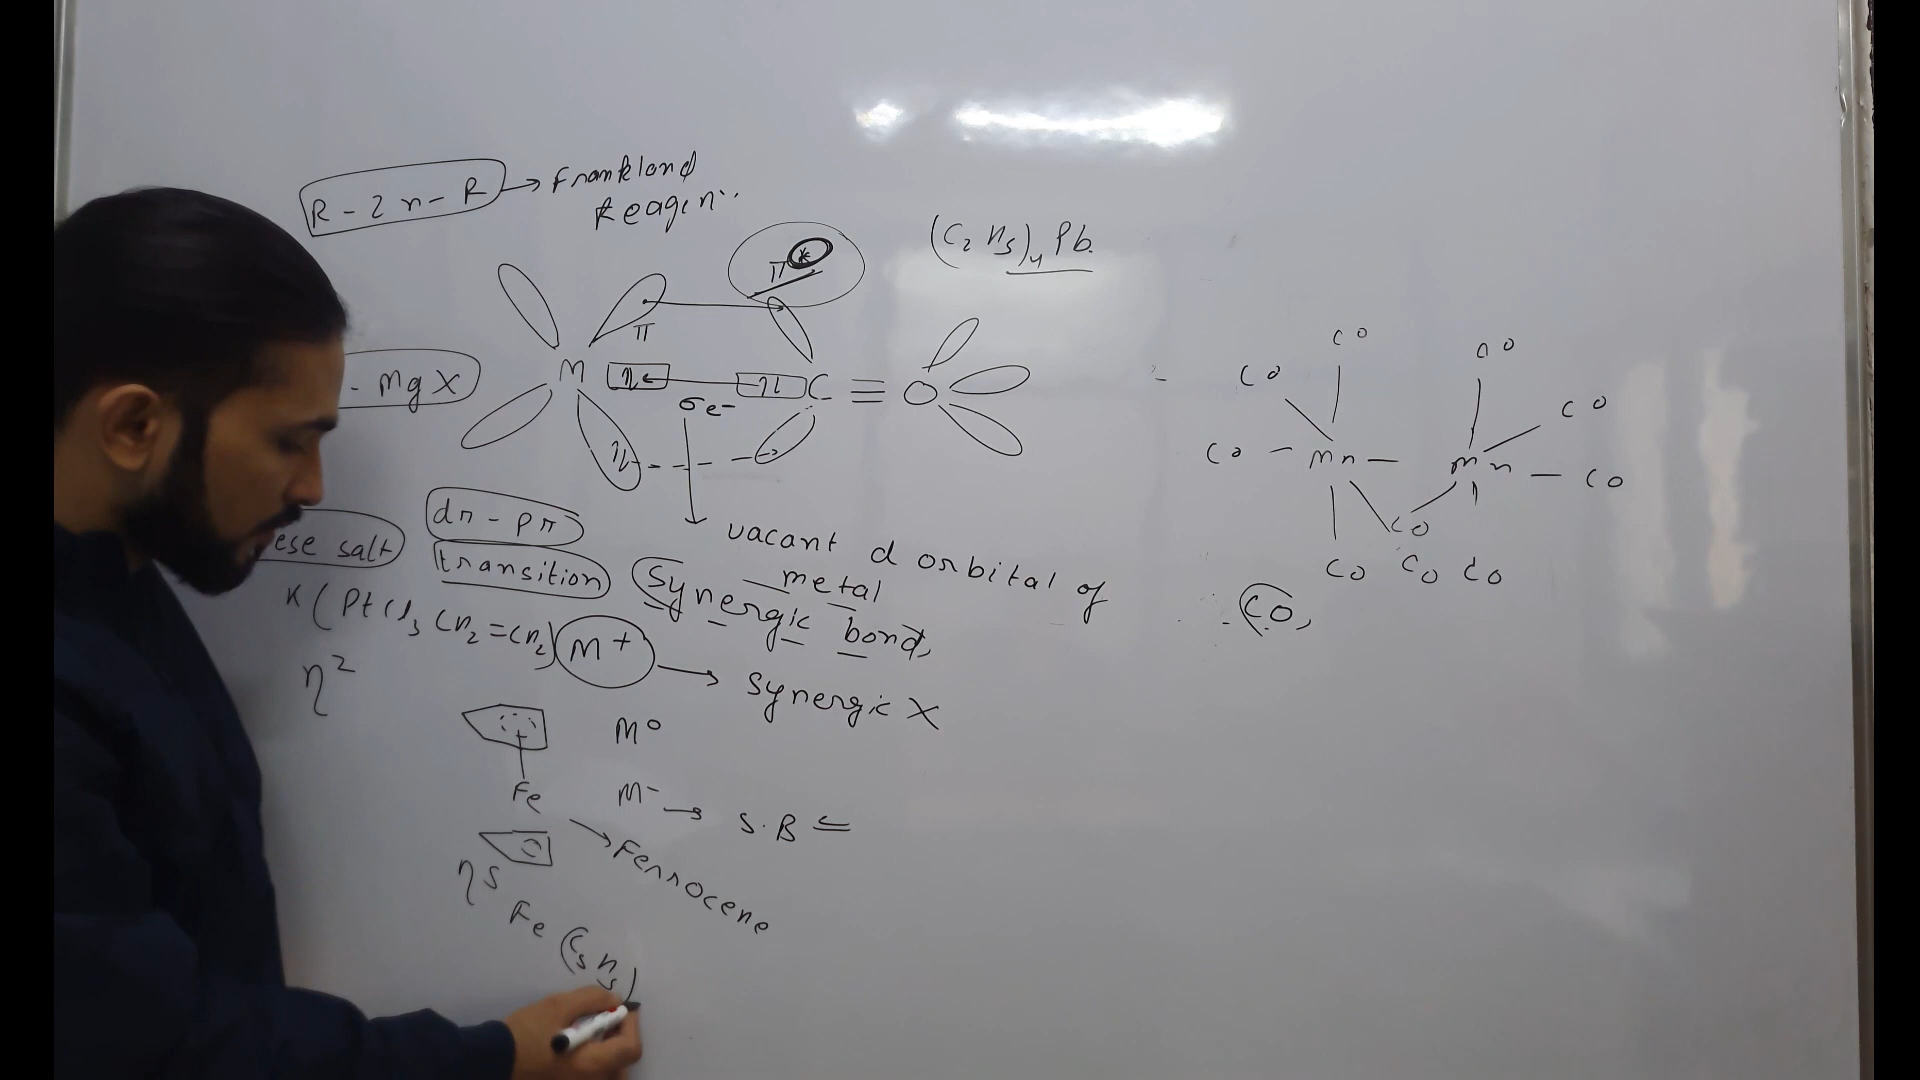 R - Zn - R → Frankland
Reagen..
(C2H5)4 Pb.
π*
π
M C ≡ O
σe-
- Mg X
dπ - pπ
transition
vacant d orbital of
metal
Synergic bond,
ese salt
K (PtCl3 CH2=CH2)
η2
M+ → Synergic X
M0
M- → S.B
Fe → Ferrocene
η5
Fe (C5H5)
CO CO
CO CO
CO - Mn - Mn - CO
CO
CO CO CO
CO,